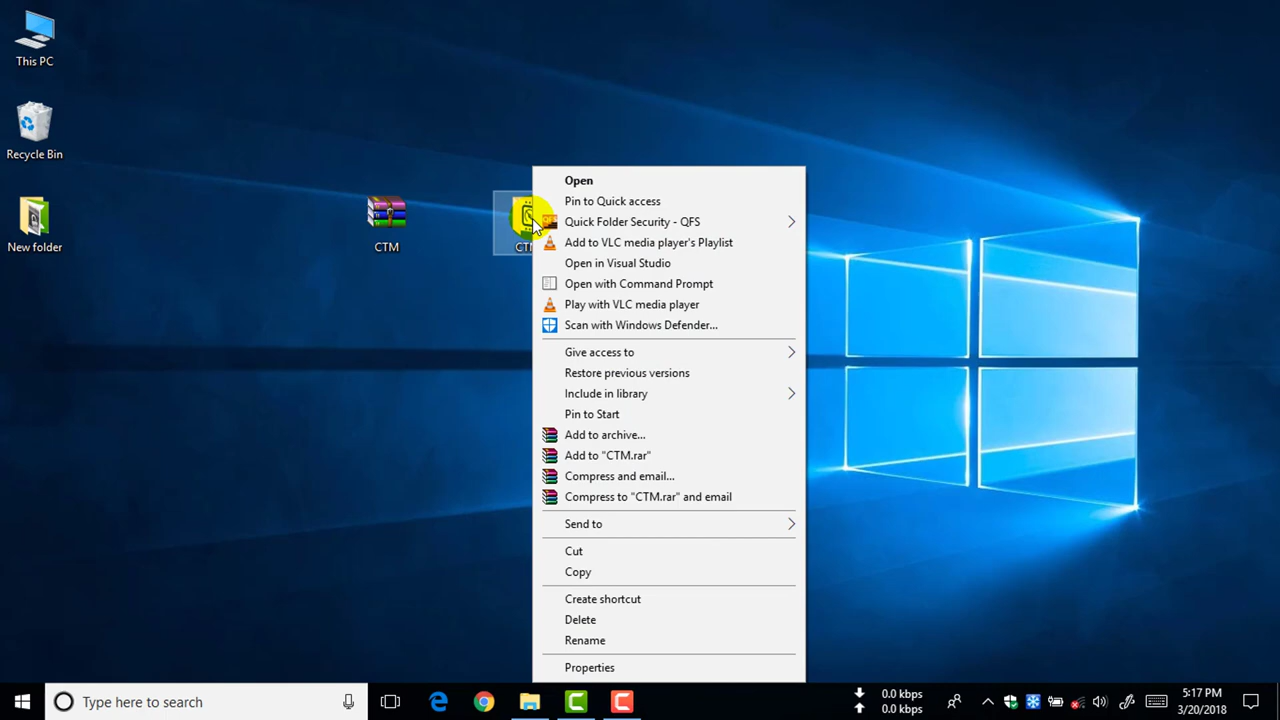 This PC
Recycle Bin
New folder
CTM
CTM
Open
Pin to Quick access
Quick Folder Security - QFS
Add to VLC media player's Playlist
Open in Visual Studio
Open with Command Prompt
Play with VLC media player
Scan with Windows Defender...
Give access to
Restore previous versions
Include in library
Pin to Start
Add to archive...
Add to "CTM.rar"
Compress and email...
Compress to "CTM.rar" and email
Send to
Cut
Copy
Create shortcut
Delete
Rename
Properties
Type here to search
0.0 kbps
0.0 kbps
5:17 PM
3/20/2018